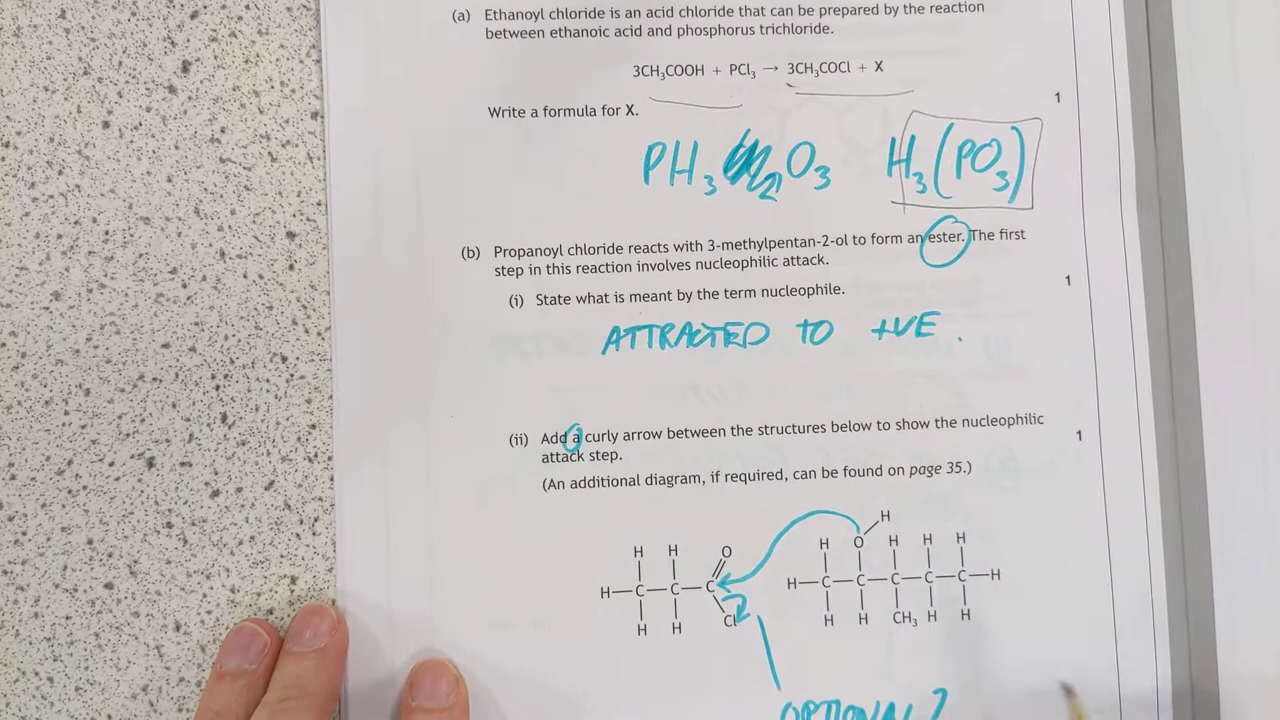 (a) Ethanoyl chloride is an acid chloride that can be prepared by the reaction
between ethanoic acid and phosphorus trichloride.
3CH₃COOH + PCl₃ → 3CH₃COCl + X
Write a formula for X.
1
PH₃ ₂O₃ H₃(PO₃)
(b) Propanoyl chloride reacts with 3-methylpentan-2-ol to form an ester. The first
step in this reaction involves nucleophilic attack.
(i) State what is meant by the term nucleophile.
1
ATTRACTED TO +VE.
(ii) Add a curly arrow between the structures below to show the nucleophilic
attack step.
1
(An additional diagram, if required, can be found on page 35.)
H
H H O H O H H H
H—C—C—C H—C—C—C—C—C—H
H H Cl H H CH₃ H H
OPTIONAL?